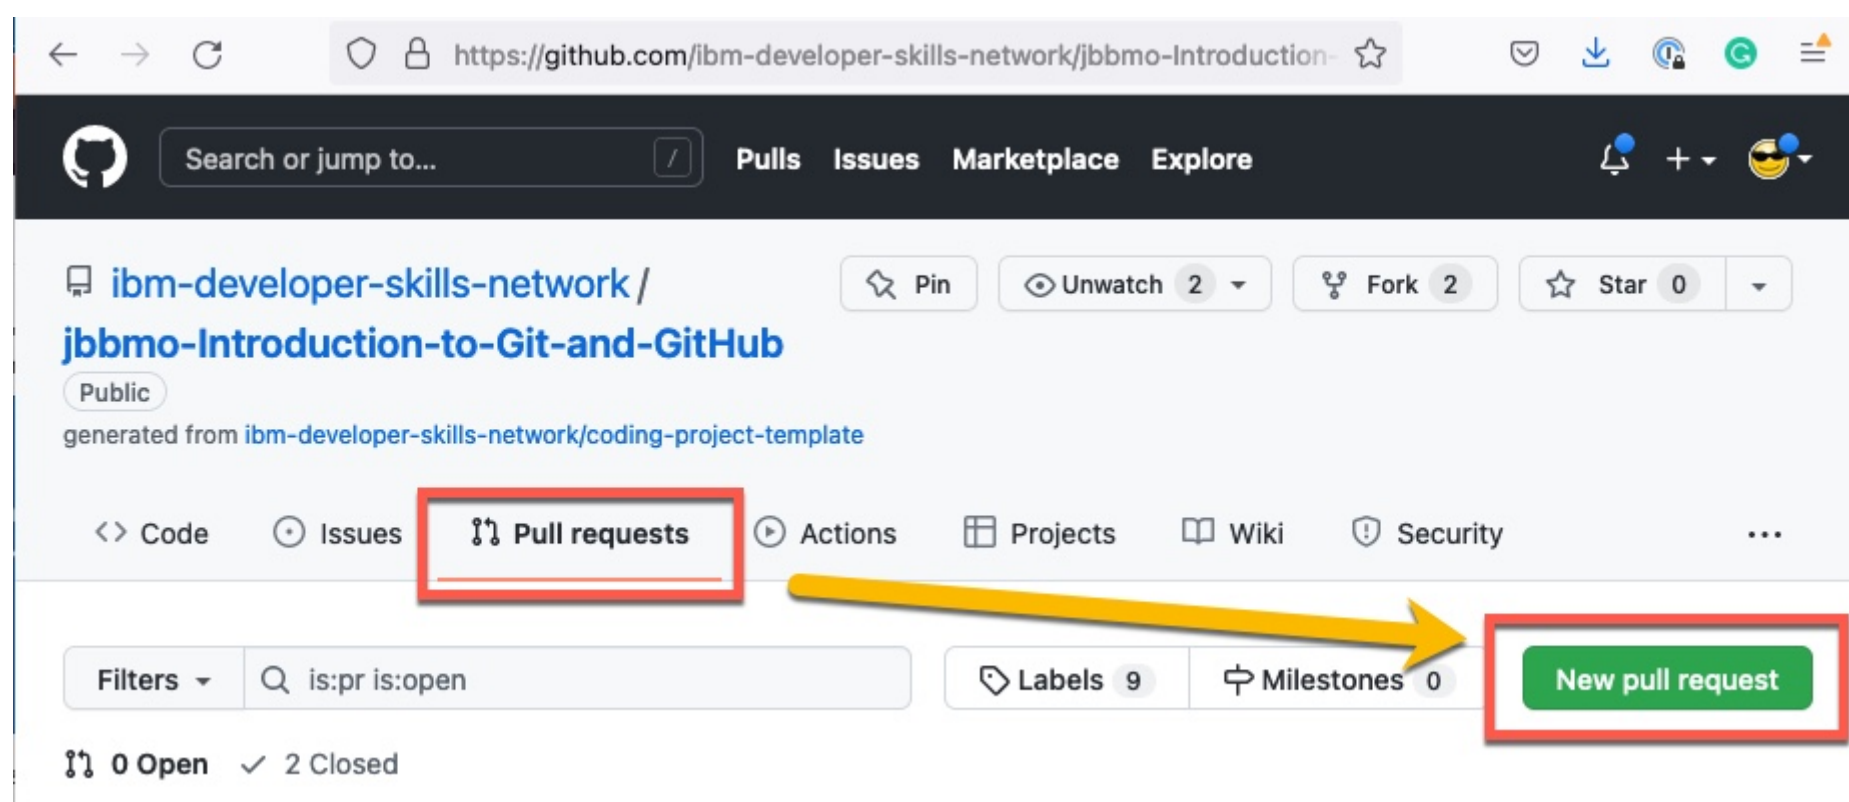 https://github.com/ibm-developer-skills-network/jbbmo-Introduction-
Search or jump to... / Pulls Issues Marketplace Explore
ibm-developer-skills-network / Pin Unwatch 2 Fork 2 Star 0
jbbmo-Introduction-to-Git-and-GitHub
Public
generated from ibm-developer-skills-network/coding-project-template
<> Code Issues Pull requests Actions Projects Wiki Security ...
Filters is:pr is:open Labels 9 Milestones 0 New pull request
0 Open 2 Closed